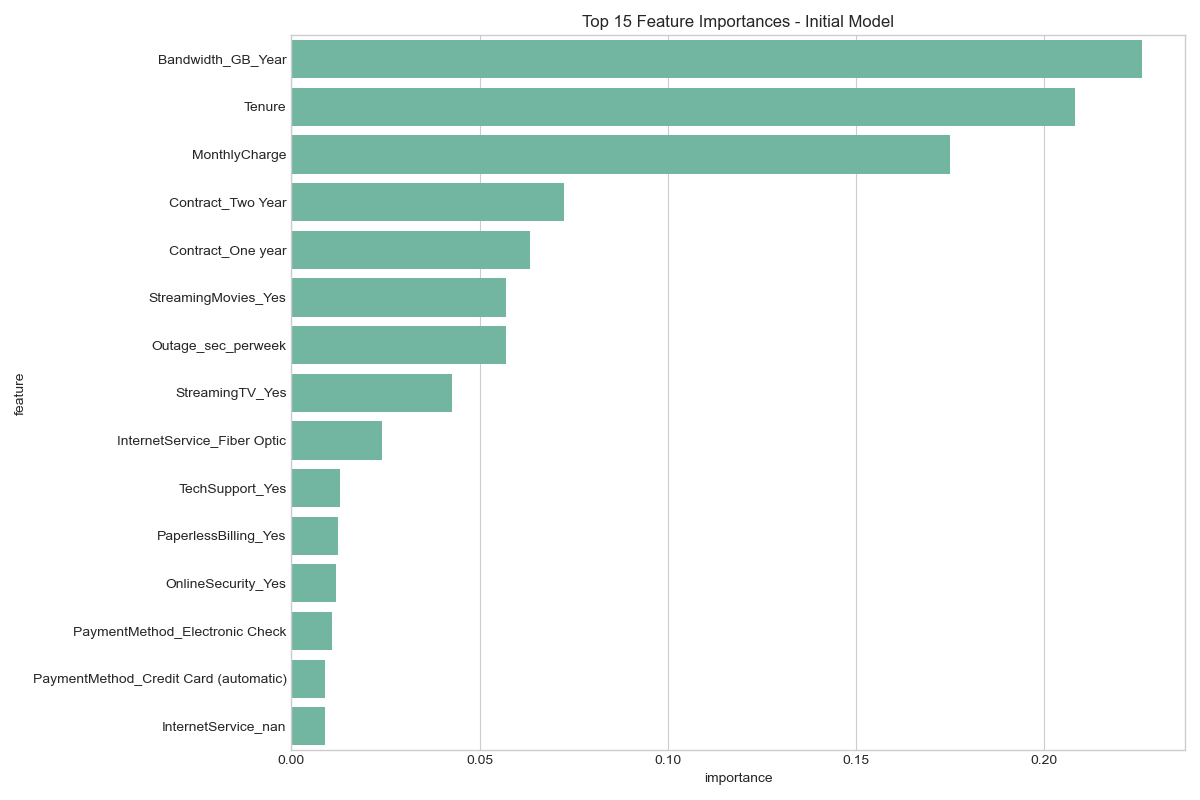 Top 15 Feature Importances - Initial Model
Bandwidth_GB_Year
Tenure
MonthlyCharge
Contract_Two Year
Contract_One year
StreamingMovies_Yes
Outage_sec_perweek
StreamingTV_Yes
InternetService_Fiber Optic
TechSupport_Yes
PaperlessBilling_Yes
OnlineSecurity_Yes
PaymentMethod_Electronic Check
PaymentMethod_Credit Card (automatic)
InternetService_nan
feature
0.00 0.05 0.10 0.15 0.20
importance